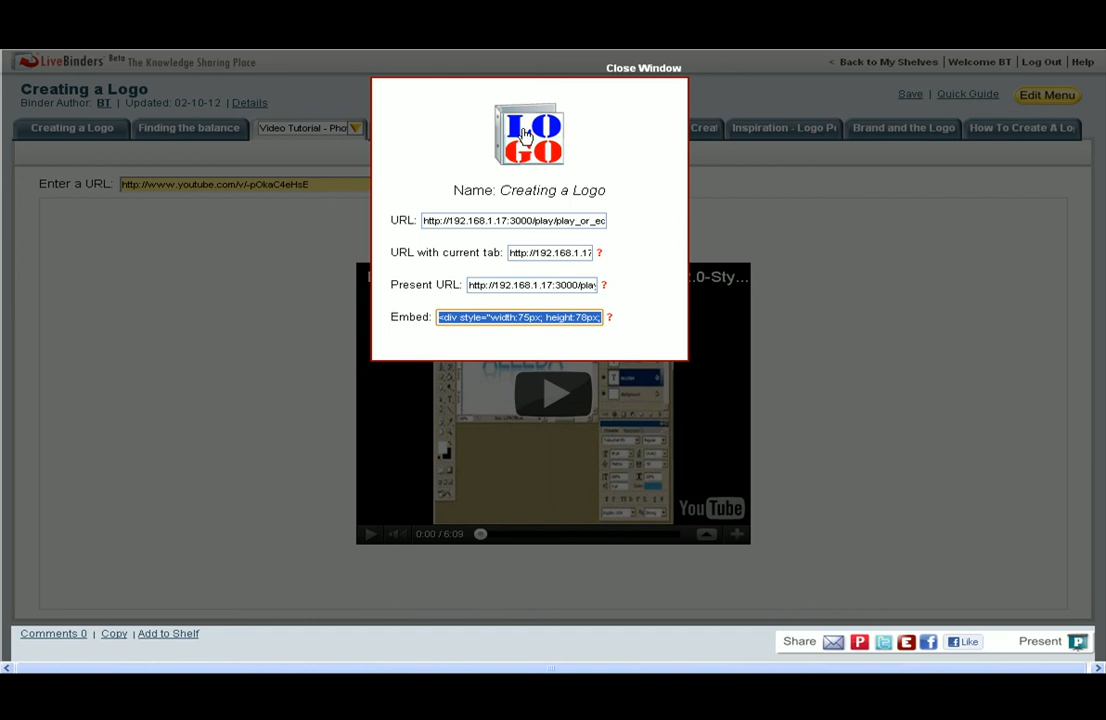 LiveBinders Beta The Knowledge Sharing Place
< Back to My Shelves | Welcome BT | Log Out | Help
Close Window
Creating a Logo
Binder Author: BT | Updated: 02-10-12 | Details
Save | Quick Guide
Edit Menu
Creating a Logo
Finding the balance
Video Tutorial - Pho
Creat
Inspiration - Logo P
Brand and the Logo
How To Create A Lo
LO
GO
Name: Creating a Logo
Enter a URL: http://www.youtube.com/v/-pOkaC4eHsE
URL: http://192.168.1.17:3000/play/play_or_ec
URL with current tab: http://192.168.1.17 ?
Present URL: http://192.168.1.17:3000/play ?
Embed: <div style="width:75px; height:78px; ?
2.0-Sty...
YouTube
0:00 / 6:09
Comments 0 | Copy | Add to Shelf
Share
P
E
f
f Like
Present
P